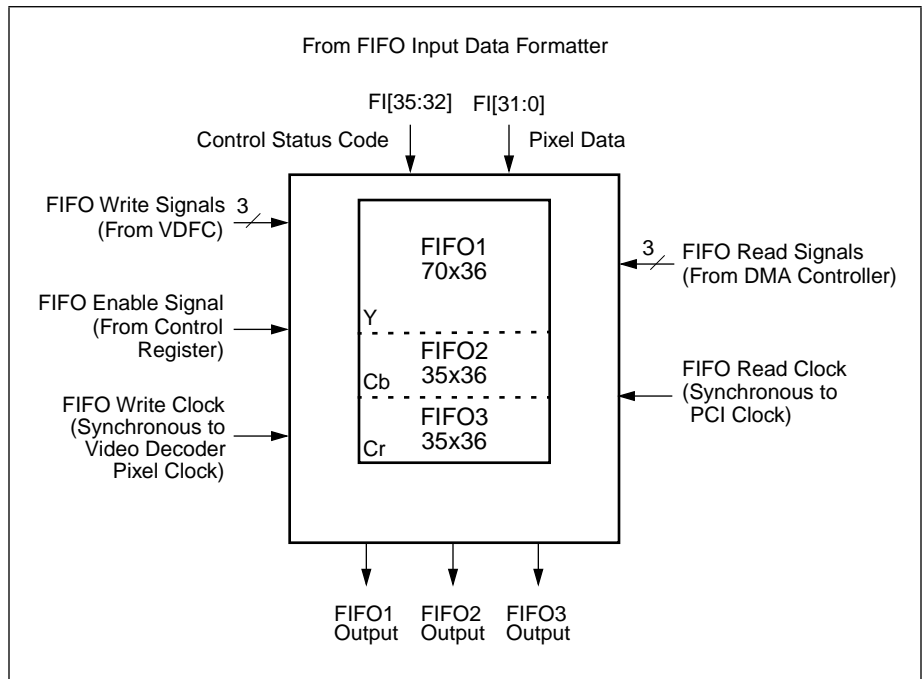 From FIFO Input Data Formatter
FI[35:32] FI[31:0]
Control Status Code
Pixel Data
FIFO Write Signals
(From VDFC)
3
FIFO Enable Signal
(From Control
Register)
FIFO Write Clock
(Synchronous to
Video Decoder
Pixel Clock)
FIFO1
70x36
Y
FIFO2
35x36
Cb
FIFO3
35x36
Cr
3
FIFO Read Signals
(From DMA Controller)
FIFO Read Clock
(Synchronous to
PCI Clock)
FIFO1
Output
FIFO2
Output
FIFO3
Output